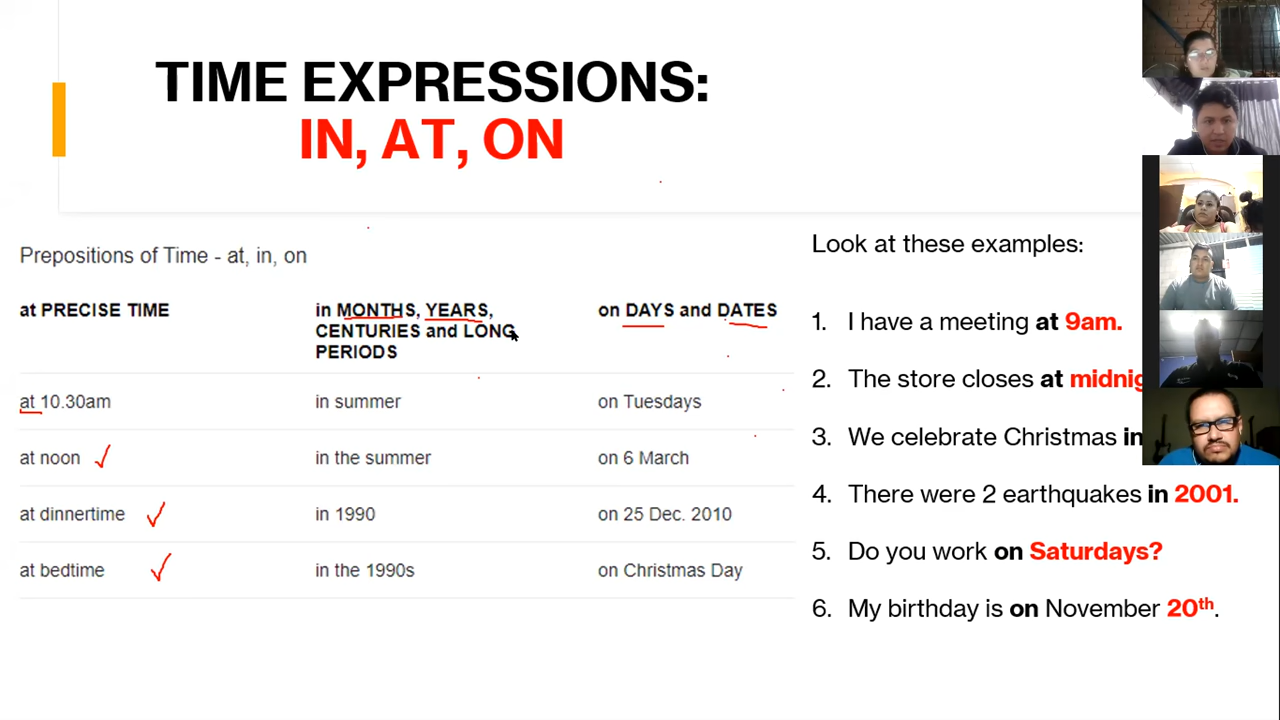 TIME EXPRESSIONS:
IN, AT, ON
Prepositions of Time - at, in, on
at PRECISE TIME
in MONTHS, YEARS,
CENTURIES and LONG
PERIODS
on DAYS and DATES
at 10.30am
in summer
on Tuesdays
at noon
in the summer
on 6 March
at dinnertime
in 1990
on 25 Dec. 2010
at bedtime
in the 1990s
on Christmas Day
Look at these examples:
1. I have a meeting at 9am.
2. The store closes at
3. We celebrate Christmas in
4. There were 2 earthquakes in 2001.
5. Do you work on Saturdays?
6. My birthday is on November 20th.